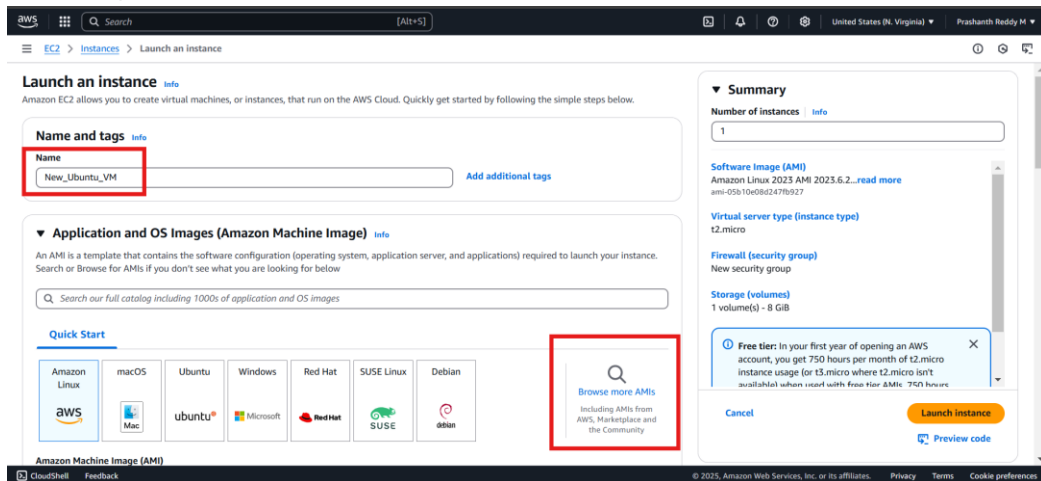 aws
Search
[Alt+S]
United States (N. Virginia) ▼
Prashanth Reddy M ▼
EC2 > Instances > Launch an instance
Launch an instance Info
Amazon EC2 allows you to create virtual machines, or instances, that run on the AWS Cloud. Quickly get started by following the simple steps below.
Name and tags Info
Name
New_Ubuntu_VM
Add additional tags
▼ Application and OS Images (Amazon Machine Image) Info
An AMI is a template that contains the software configuration (operating system, application server, and applications) required to launch your instance.
Search or Browse for AMIs if you don't see what you are looking for below
Search our full catalog including 1000s of application and OS images
Quick Start
Amazon
Linux
aws
macOS
Mac
Ubuntu
ubuntu®
Windows
Microsoft
Red Hat
Red Hat
SUSE Linux
SUSE
Debian
debian
Browse more AMIs
Including AMIs from
AWS, Marketplace and
the Community
Amazon Machine Image (AMI)
▼ Summary
Number of instances Info
1
Software Image (AMI)
Amazon Linux 2023 AMI 2023.6.2...read more
ami-05b10e08d247fb927
Virtual server type (instance type)
t2.micro
Firewall (security group)
New security group
Storage (volumes)
1 volume(s) - 8 GiB
Free tier: In your first year of opening an AWS
account, you get 750 hours per month of t2.micro
instance usage (or t3.micro where t2.micro isn't
available) when used with free tier AMIs, 750 hours
Cancel
Launch instance
Preview code
CloudShell
Feedback
© 2025, Amazon Web Services, Inc. or its affiliates.
Privacy
Terms
Cookie preferences